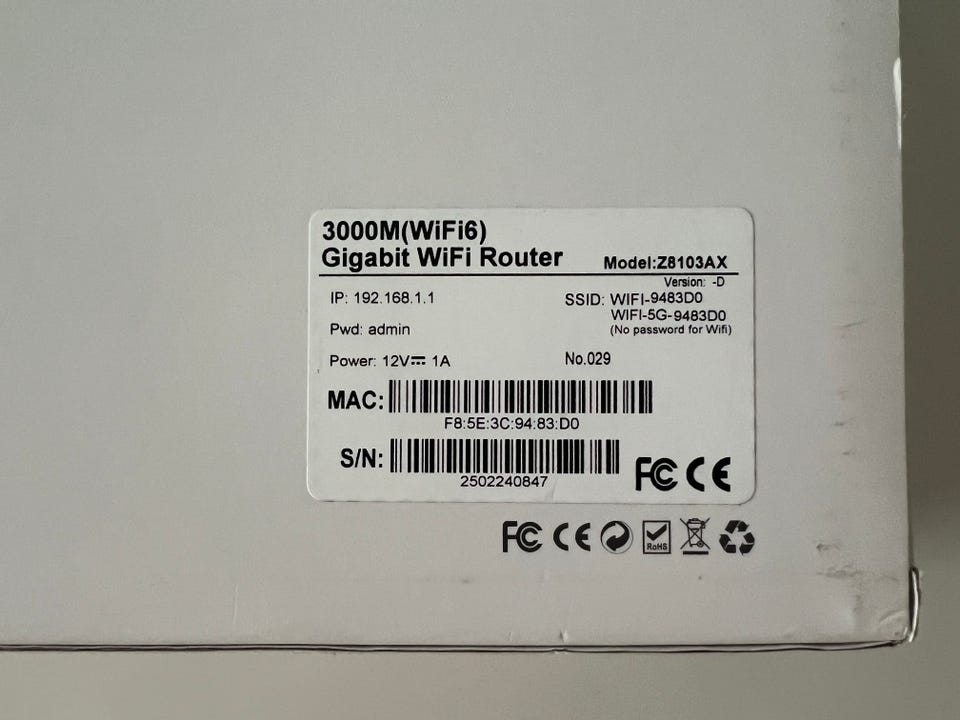 3000M(WiFi6)
Gigabit WiFi Router Model:Z8103AX
Version: -D
IP: 192.168.1.1 SSID: WIFI-9483D0
WIFI-5G-9483D0
Pwd: admin (No password for Wifi)
Power: 12V⎓ 1A No.029
MAC:
F8:5E:3C:94:83:D0
S/N:
2502240847
FC CE
FC CE RoHS